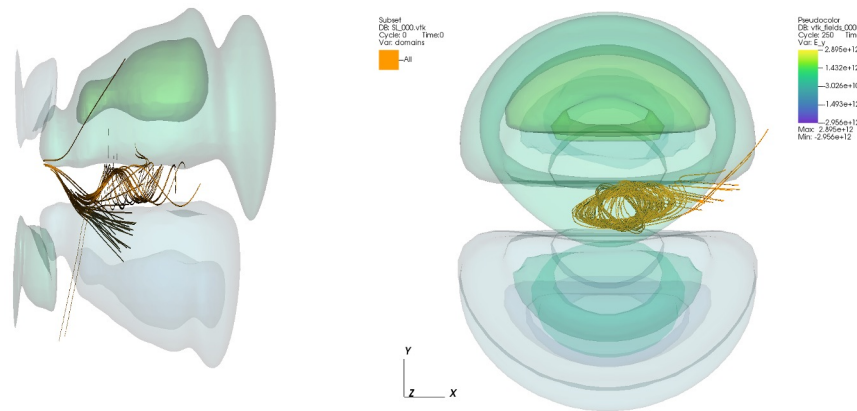 Subset
DB: SL_000.vtk
Cycle: 0 Time:0
Var: domains
All
Pseudocolor
DB: vtk_fields_000
Cycle: 250 Tim
Var: E_y
2.895e+12
1.432e+12
-3.026e+10
-1.493e+12
-2.956e+12
Max: 2.895e+12
Min: -2.956e+12
Y
Z
X